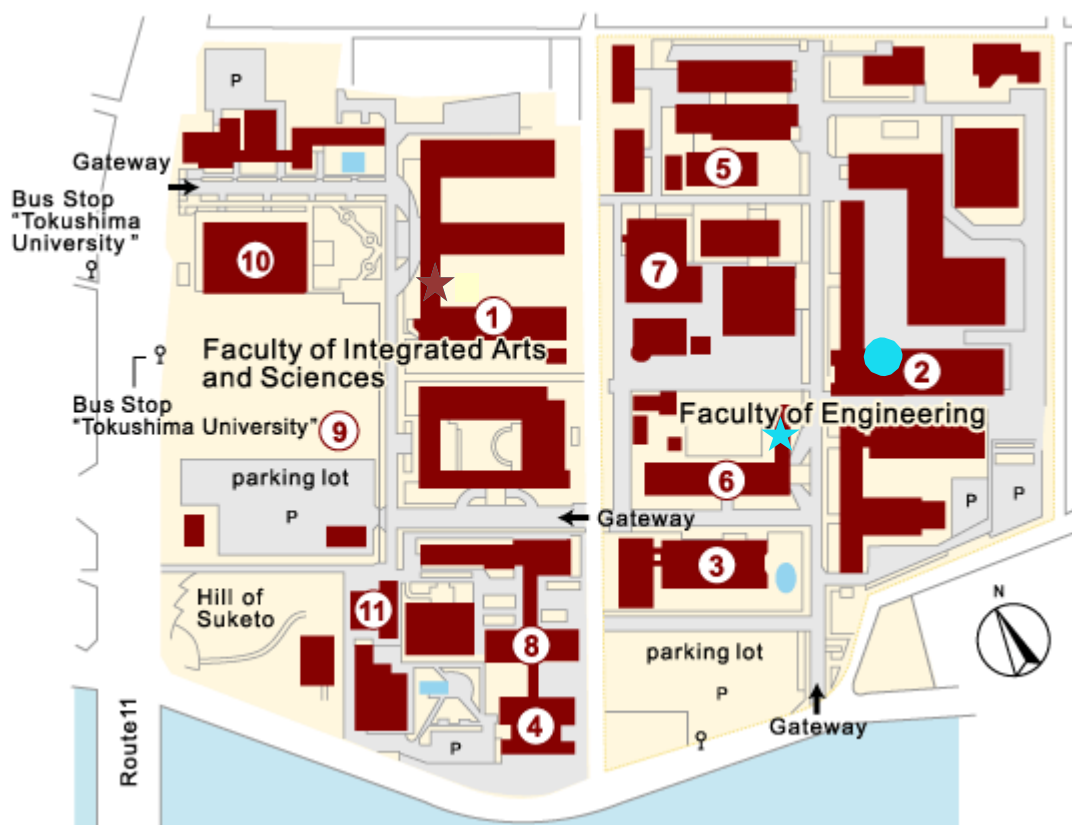 P
Gateway
Bus Stop
"Tokushima
University"
5
10
7
1
Faculty of Integrated Arts
and Sciences
2
Bus Stop
"Tokushima University"
9
Faculty of Engineering
parking lot
P
6
P
P
Gateway
3
Hill of
Suketo
11
N
8
parking lot
P
4
P
Gateway
Route11